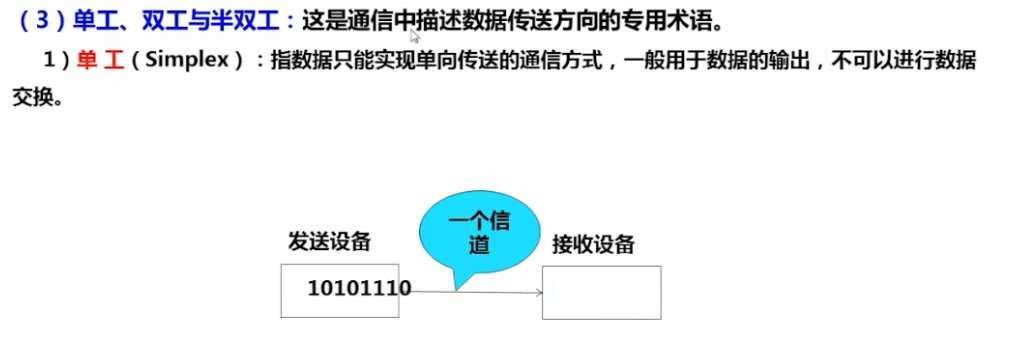 （3）单工、双工与半双工：这是通信中描述数据传送方向的专用术语。
1）单 工（Simplex）：指数据只能实现单向传送的通信方式，一般用于数据的输出，不可以进行数据
交换。
一个信
道
发送设备
接收设备
10101110